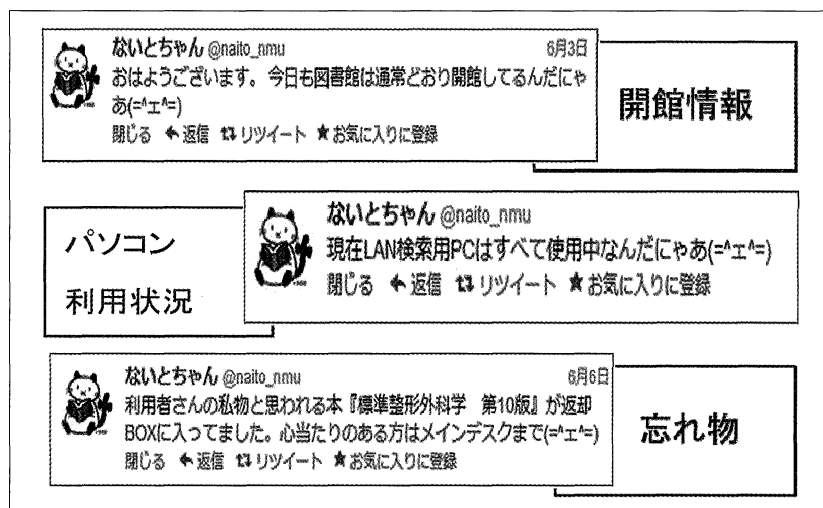 ないとちゃん @naito_nmu 6月3日
おはようございます。今日も図書館は通常どおり開館してるんだにゃ
あ(=^ェ^=)
閉じる 返信 リツイート ★お気に入りに登録
開館情報
パソコン
利用状況
ないとちゃん @naito_nmu
現在LAN検索用PCはすべて使用中なんだにゃあ(=^ェ^=)
閉じる 返信 リツイート ★お気に入りに登録
ないとちゃん @naito_nmu 6月6日
利用者さんの私物と思われる本『標準整形外科学 第10版』が返却
BOXに入ってました。心当たりのある方はメインデスクまで(=^ェ^=)
閉じる 返信 リツイート ★お気に入りに登録
忘れ物